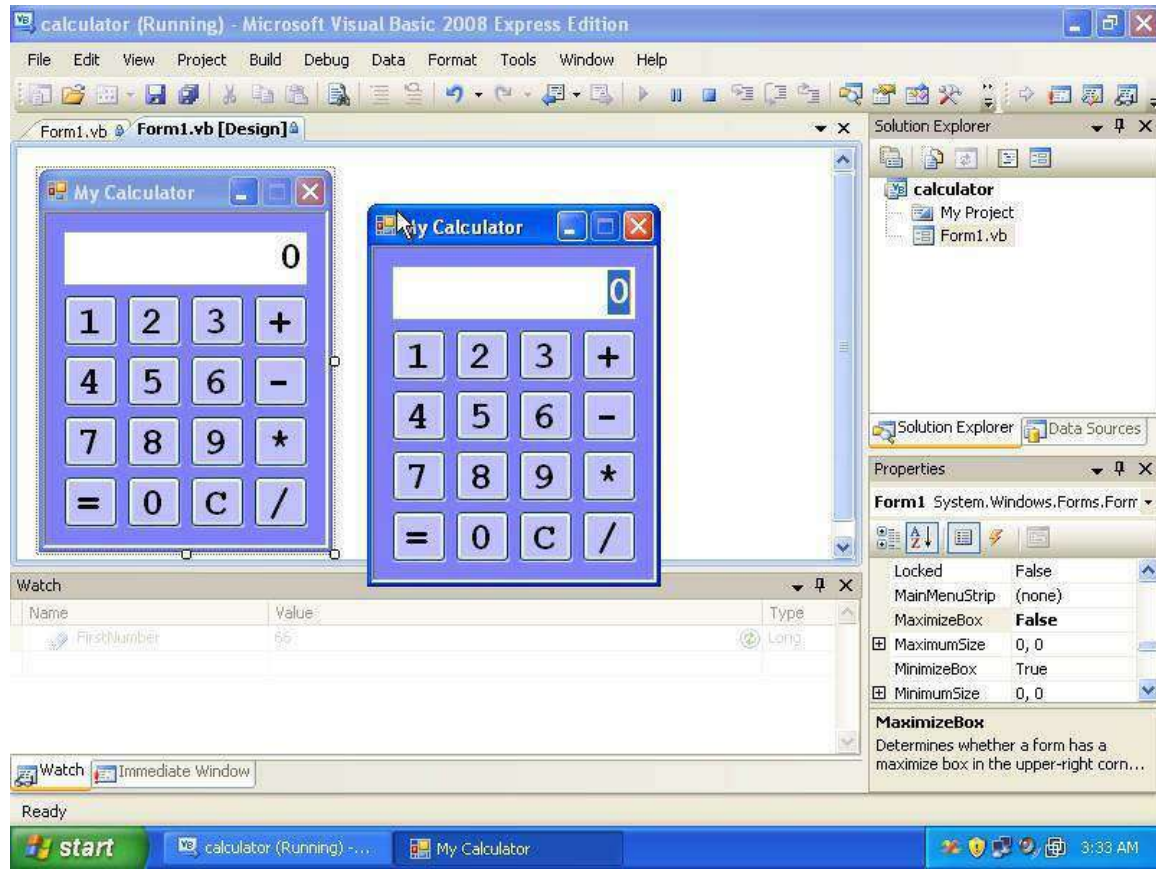 calculator (Running) - Microsoft Visual Basic 2008 Express Edition
File Edit View Project Build Debug Data Format Tools Window Help
Form1.vb Form1.vb [Design]
My Calculator
0
1 2 3 +
4 5 6 -
7 8 9 *
= 0 C /
My Calculator
0
1 2 3 +
4 5 6 -
7 8 9 *
= 0 C /
Watch
Name Value Type
FirstNumber 66 Long
Watch Immediate Window
Ready
Solution Explorer
calculator
My Project
Form1.vb
Solution Explorer Data Sources
Properties
Form1 System.Windows.Forms.Form
Locked False
MainMenuStrip (none)
MaximizeBox False
MaximumSize 0, 0
MinimizeBox True
MinimumSize 0, 0
MaximizeBox
Determines whether a form has a
maximize box in the upper-right corn...
start calculator (Running) -... My Calculator 3:33 AM